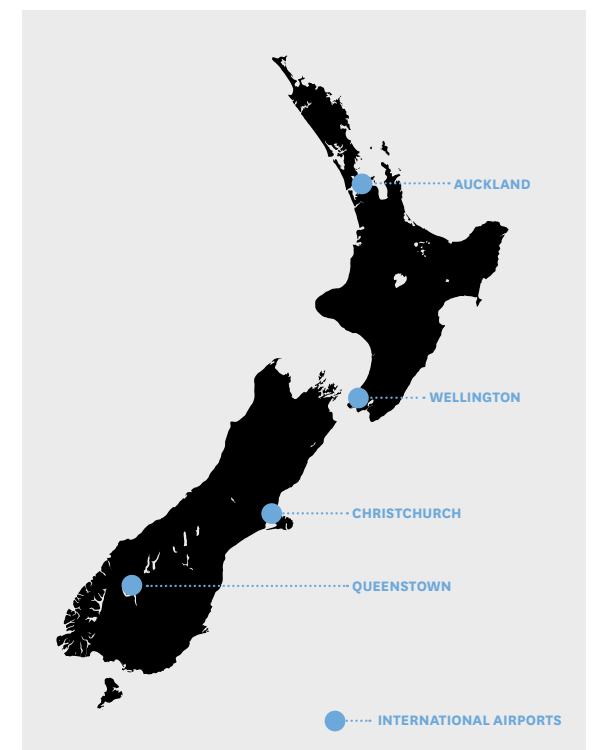 AUCKLAND
WELLINGTON
CHRISTCHURCH
QUEENSTOWN
INTERNATIONAL AIRPORTS